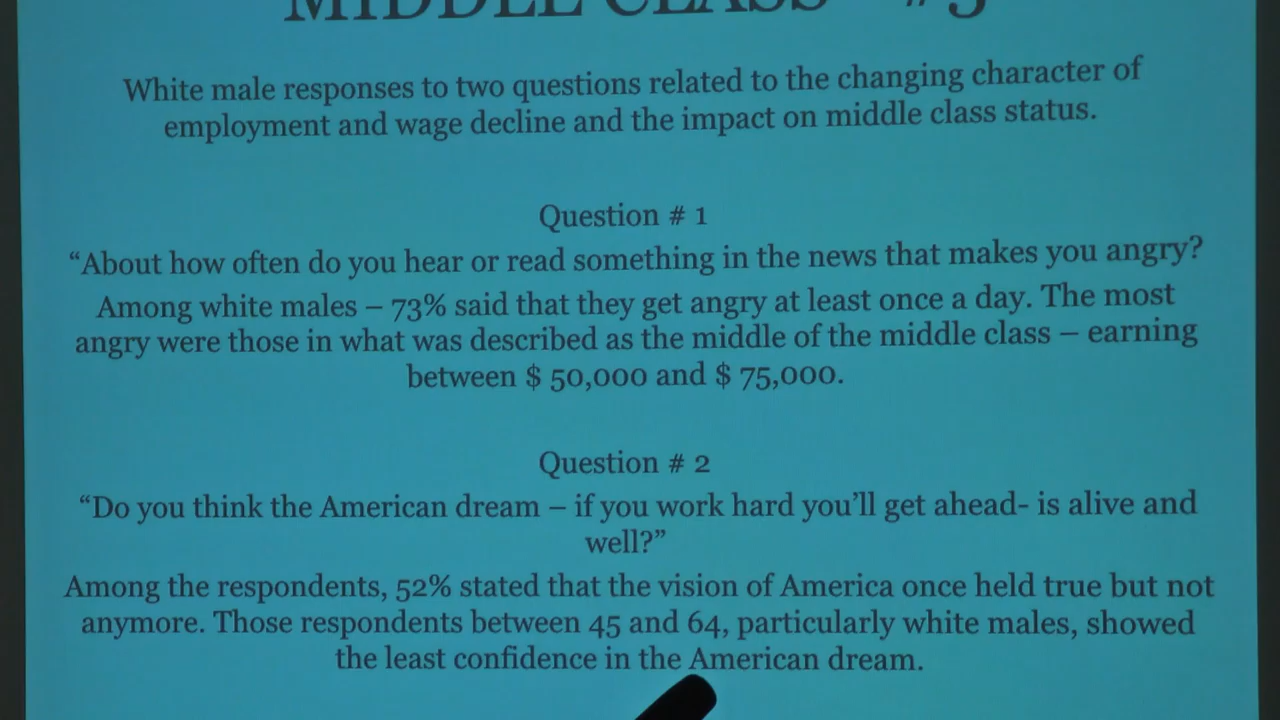 MIDDLE CLASS - # 3
White male responses to two questions related to the changing character of
employment and wage decline and the impact on middle class status.
Question # 1
“About how often do you hear or read something in the news that makes you angry?
Among white males – 73% said that they get angry at least once a day. The most
angry were those in what was described as the middle of the middle class – earning
between $ 50,000 and $ 75,000.
Question # 2
“Do you think the American dream – if you work hard you’ll get ahead- is alive and
well?”
Among the respondents, 52% stated that the vision of America once held true but not
anymore. Those respondents between 45 and 64, particularly white males, showed
the least confidence in the American dream.